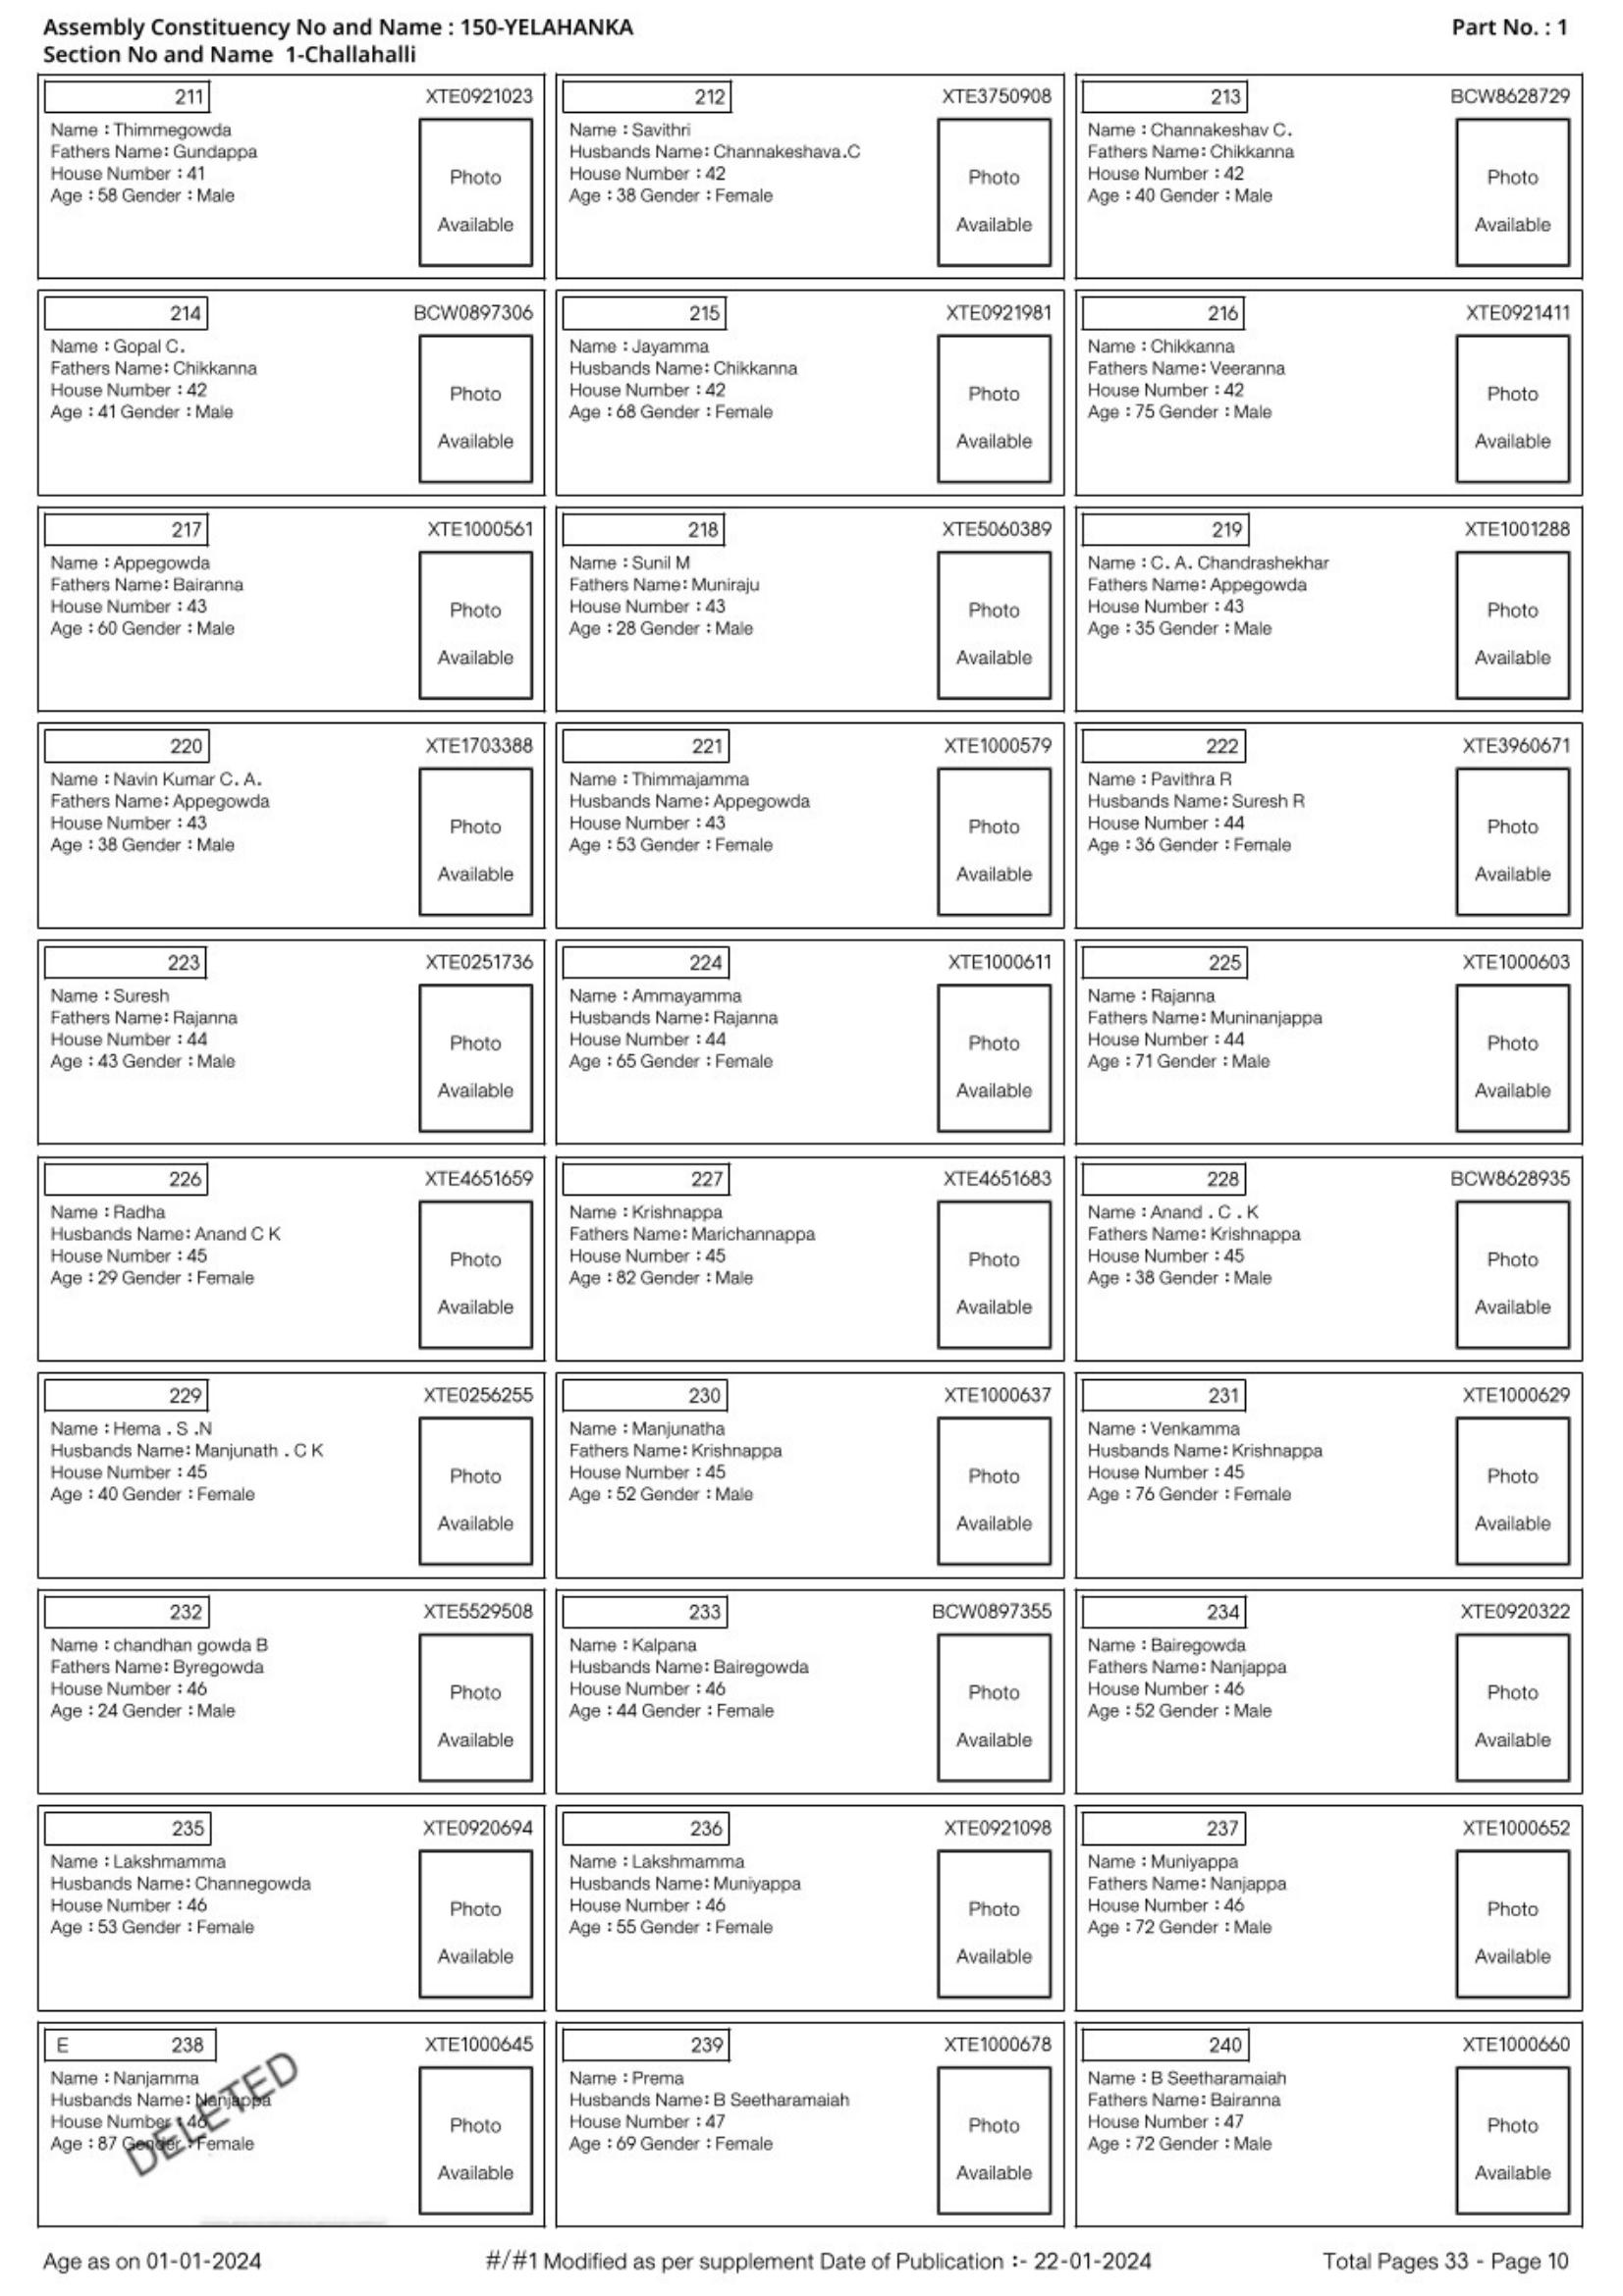 Assembly Constituency No and Name : 150-YELAHANKA Part No. : 1
Section No and Name 1-Challahalli
211 XTE0921023
Name : Thimmegowda
Fathers Name: Gundappa
House Number : 41
Age : 58 Gender : Male
Photo
Available
212 XTE3750908
Name : Savithri
Husbands Name: Channakeshava.C
House Number : 42
Age : 38 Gender : Female
Photo
Available
213 BCW8628729
Name : Channakeshav C.
Fathers Name: Chikkanna
House Number : 42
Age : 40 Gender : Male
Photo
Available
214 BCW0897306
Name : Gopal C.
Fathers Name: Chikkanna
House Number : 42
Age : 41 Gender : Male
Photo
Available
215 XTE0921981
Name : Jayamma
Husbands Name: Chikkanna
House Number : 42
Age : 68 Gender : Female
Photo
Available
216 XTE0921411
Name : Chikkanna
Fathers Name: Veeranna
House Number : 42
Age : 75 Gender : Male
Photo
Available
217 XTE1000561
Name : Appegowda
Fathers Name: Bairanna
House Number : 43
Age : 60 Gender : Male
Photo
Available
218 XTE5060389
Name : Sunil M
Fathers Name: Muniraju
House Number : 43
Age : 28 Gender : Male
Photo
Available
219 XTE1001288
Name : C. A. Chandrashekhar
Fathers Name: Appegowda
House Number : 43
Age : 35 Gender : Male
Photo
Available
220 XTE1703388
Name : Navin Kumar C. A.
Fathers Name: Appegowda
House Number : 43
Age : 38 Gender : Male
Photo
Available
221 XTE1000579
Name : Thimmajamma
Husbands Name: Appegowda
House Number : 43
Age : 53 Gender : Female
Photo
Available
222 XTE3960671
Name : Pavithra R
Husbands Name: Suresh R
House Number : 44
Age : 36 Gender : Female
Photo
Available
223 XTE0251736
Name : Suresh
Fathers Name: Rajanna
House Number : 44
Age : 43 Gender : Male
Photo
Available
224 XTE1000611
Name : Ammayamma
Husbands Name: Rajanna
House Number : 44
Age : 65 Gender : Female
Photo
Available
225 XTE1000603
Name : Rajanna
Fathers Name: Muninanjappa
House Number : 44
Age : 71 Gender : Male
Photo
Available
226 XTE4651659
Name : Radha
Husbands Name: Anand C K
House Number : 45
Age : 29 Gender : Female
Photo
Available
227 XTE4651683
Name : Krishnappa
Fathers Name: Marichannappa
House Number : 45
Age : 82 Gender : Male
Photo
Available
228 BCW8628935
Name : Anand . C . K
Fathers Name: Krishnappa
House Number : 45
Age : 38 Gender : Male
Photo
Available
229 XTE0256255
Name : Hema . S .N
Husbands Name: Manjunath . C K
House Number : 45
Age : 40 Gender : Female
Photo
Available
230 XTE1000637
Name : Manjunatha
Fathers Name: Krishnappa
House Number : 45
Age : 52 Gender : Male
Photo
Available
231 XTE1000629
Name : Venkamma
Husbands Name: Krishnappa
House Number : 45
Age : 76 Gender : Female
Photo
Available
232 XTE5529508
Name : chandhan gowda B
Fathers Name: Byregowda
House Number : 46
Age : 24 Gender : Male
Photo
Available
233 BCW0897355
Name : Kalpana
Husbands Name: Bairegowda
House Number : 46
Age : 44 Gender : Female
Photo
Available
234 XTE0920322
Name : Bairegowda
Fathers Name: Nanjappa
House Number : 46
Age : 52 Gender : Male
Photo
Available
235 XTE0920694
Name : Lakshmamma
Husbands Name: Channegowda
House Number : 46
Age : 53 Gender : Female
Photo
Available
236 XTE0921098
Name : Lakshmamma
Husbands Name: Muniyappa
House Number : 46
Age : 55 Gender : Female
Photo
Available
237 XTE1000652
Name : Muniyappa
Fathers Name: Nanjappa
House Number : 46
Age : 72 Gender : Male
Photo
Available
E 238 XTE1000645
Name : Nanjamma
Husbands Name: Nanjappa
House Number : 46
Age : 87 Gender : Female
DELETED
Photo
Available
239 XTE1000678
Name : Prema
Husbands Name: B Seetharamaiah
House Number : 47
Age : 69 Gender : Female
Photo
Available
240 XTE1000660
Name : B Seetharamaiah
Fathers Name: Bairanna
House Number : 47
Age : 72 Gender : Male
Photo
Available
Age as on 01-01-2024 #/#1 Modified as per supplement Date of Publication :- 22-01-2024 Total Pages 33 - Page 10